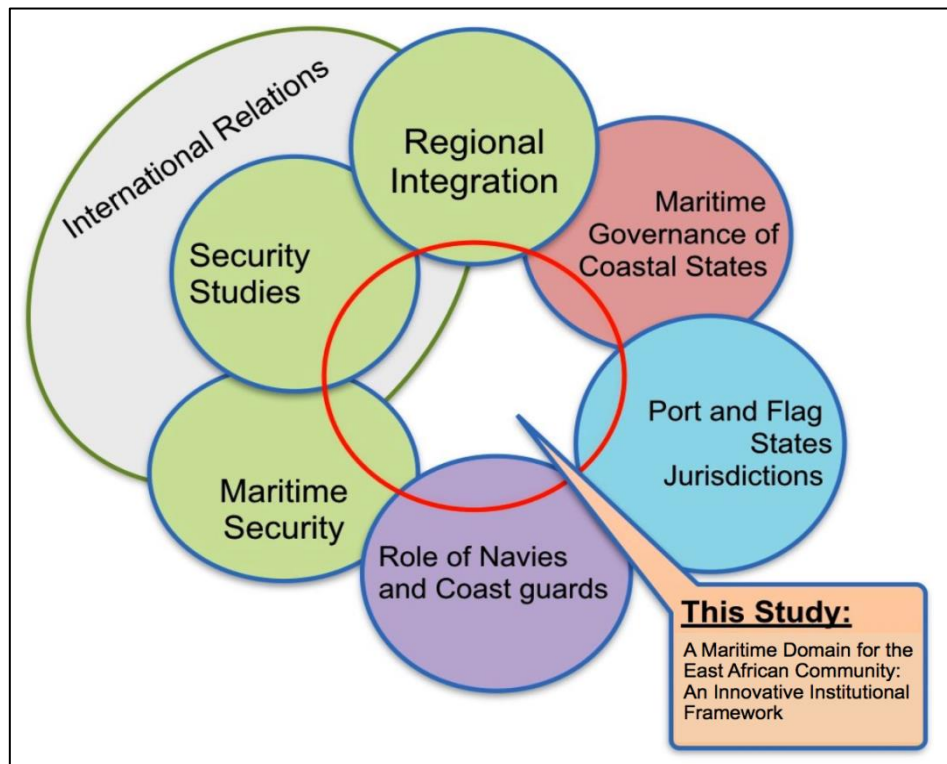 International Relations
Regional
Integration
Maritime
Governance of
Coastal States
Security
Studies
Port and Flag
States
Jurisdictions
Maritime
Security
Role of Navies
and Coast guards
This Study:
A Maritime Domain for the
East African Community:
An Innovative Institutional
Framework